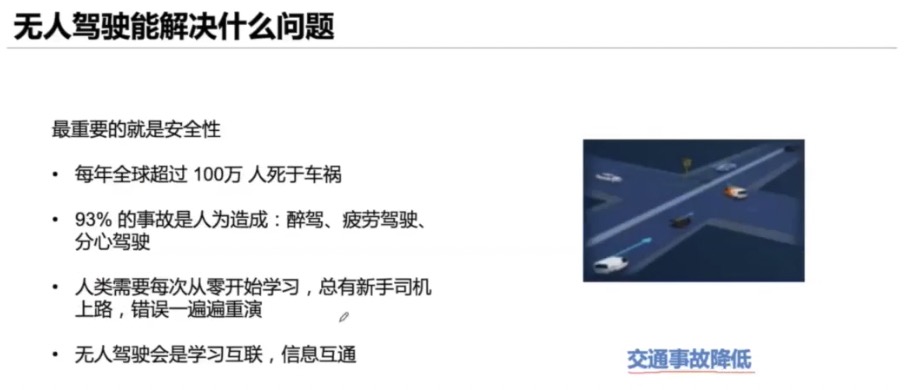 无人驾驶能解决什么问题
最重要的就是安全性
• 每年全球超过 100万 人死于车祸
• 93% 的事故是人为造成：醉驾、疲劳驾驶、
分心驾驶
• 人类需要每次从零开始学习，总有新手司机
上路，错误一遍遍重演
• 无人驾驶会是学习互联，信息互通
交通事故降低